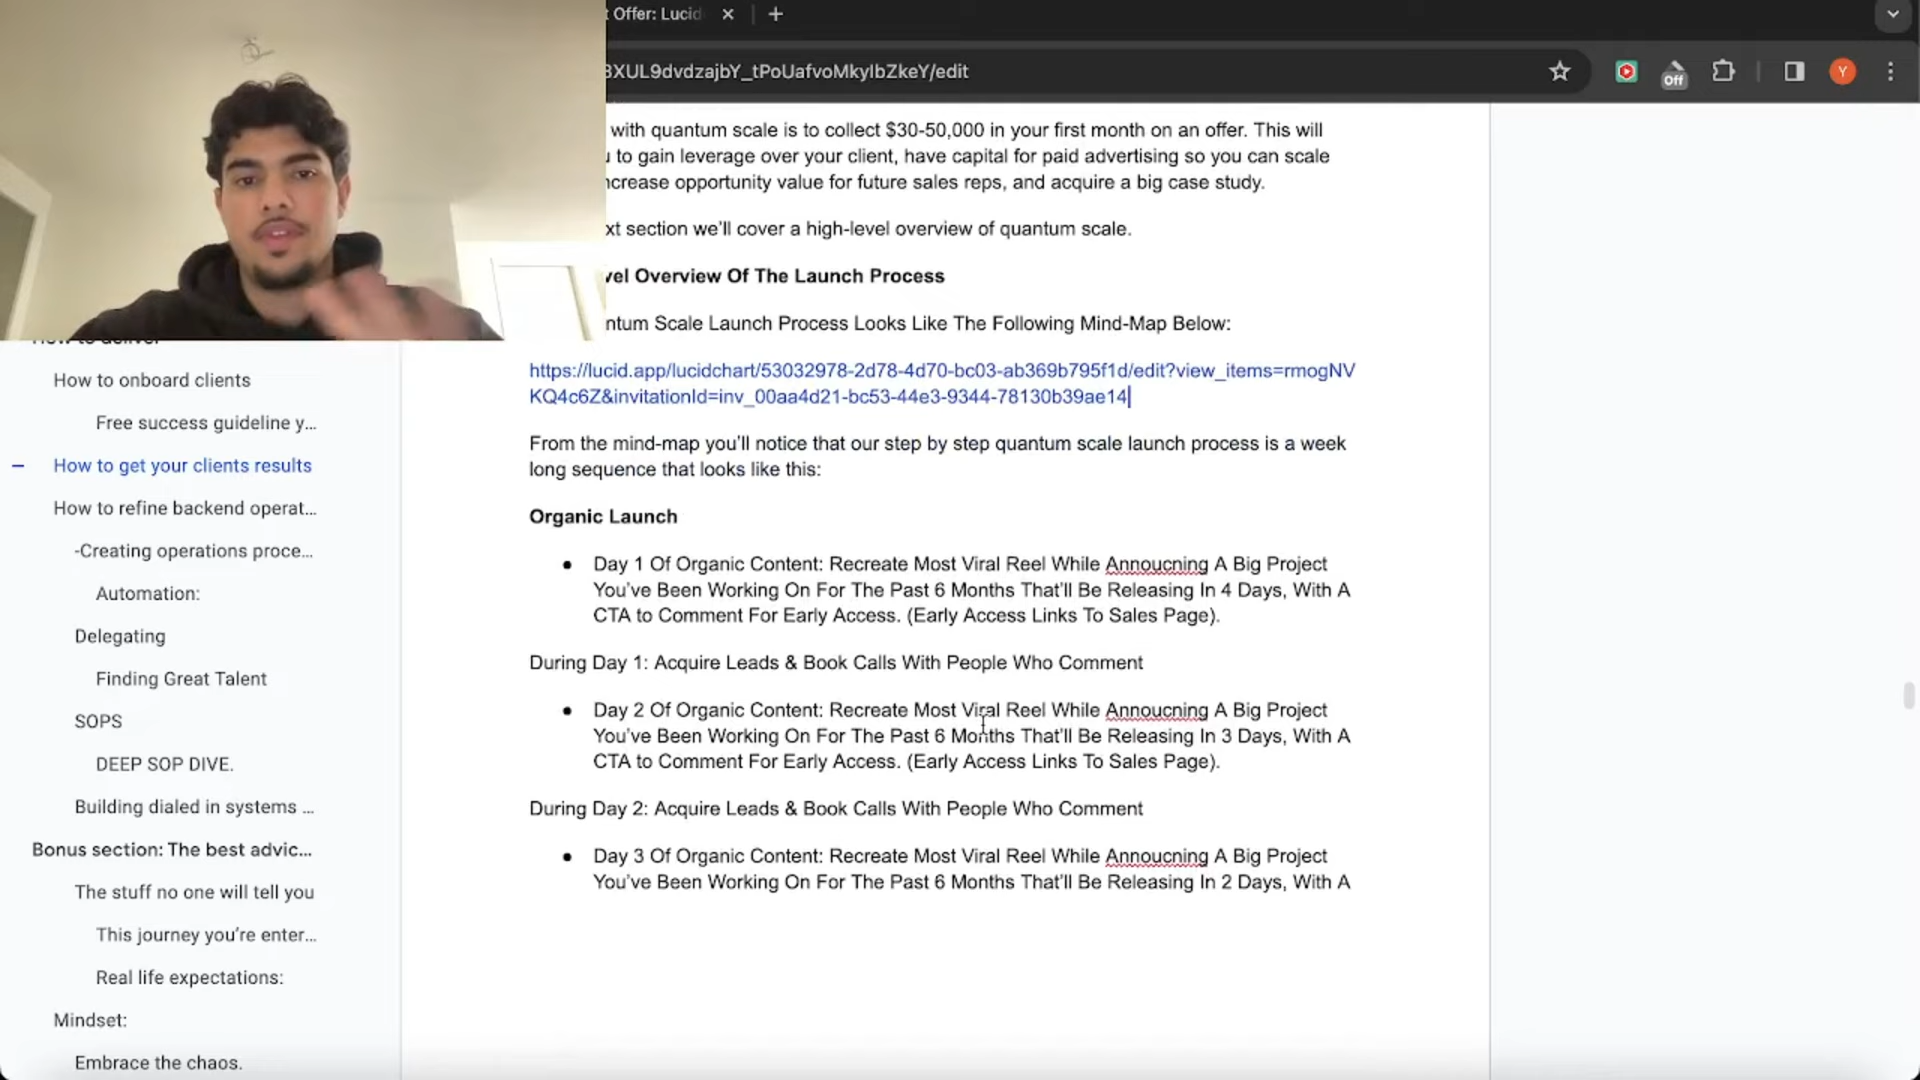 t Offer: Lucid
3XUL9dvdzajbY_tPoUafvoMkyIbZkeY/edit
Off
Y
with quantum scale is to collect $30-50,000 in your first month on an offer. This will
to gain leverage over your client, have capital for paid advertising so you can scale
ncrease opportunity value for future sales reps, and acquire a big case study.
xt section we'll cover a high-level overview of quantum scale.
vel Overview Of The Launch Process
ntum Scale Launch Process Looks Like The Following Mind-Map Below:
https://lucid.app/lucidchart/53032978-2d78-4d70-bc03-ab369b795f1d/edit?view_items=rmogNV
KQ4c6Z&invitationId=inv_00aa4d21-bc53-44e3-9344-78130b39ae14
From the mind-map you'll notice that our step by step quantum scale launch process is a week
long sequence that looks like this:
Organic Launch
● Day 1 Of Organic Content: Recreate Most Viral Reel While Annoucning A Big Project
You've Been Working On For The Past 6 Months That'll Be Releasing In 4 Days, With A
CTA to Comment For Early Access. (Early Access Links To Sales Page).
During Day 1: Acquire Leads & Book Calls With People Who Comment
● Day 2 Of Organic Content: Recreate Most Viral Reel While Annoucning A Big Project
You've Been Working On For The Past 6 Months That'll Be Releasing In 3 Days, With A
CTA to Comment For Early Access. (Early Access Links To Sales Page).
During Day 2: Acquire Leads & Book Calls With People Who Comment
● Day 3 Of Organic Content: Recreate Most Viral Reel While Annoucning A Big Project
You've Been Working On For The Past 6 Months That'll Be Releasing In 2 Days, With A
How to deliver
How to onboard clients
Free success guideline y...
How to get your clients results
How to refine backend operat...
-Creating operations proce...
Automation:
Delegating
Finding Great Talent
SOPS
DEEP SOP DIVE.
Building dialed in systems ...
Bonus section: The best advic...
The stuff no one will tell you
This journey you're enter...
Real life expectations:
Mindset:
Embrace the chaos.